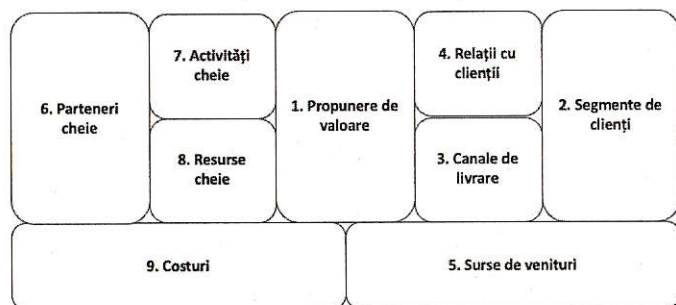 7. Activități
cheie
4. Relații cu
clienții
6. Parteneri
cheie
1. Propunere de
valoare
2. Segmente de
clienți
8. Resurse
cheie
3. Canale de
livrare
9. Costuri
5. Surse de venituri